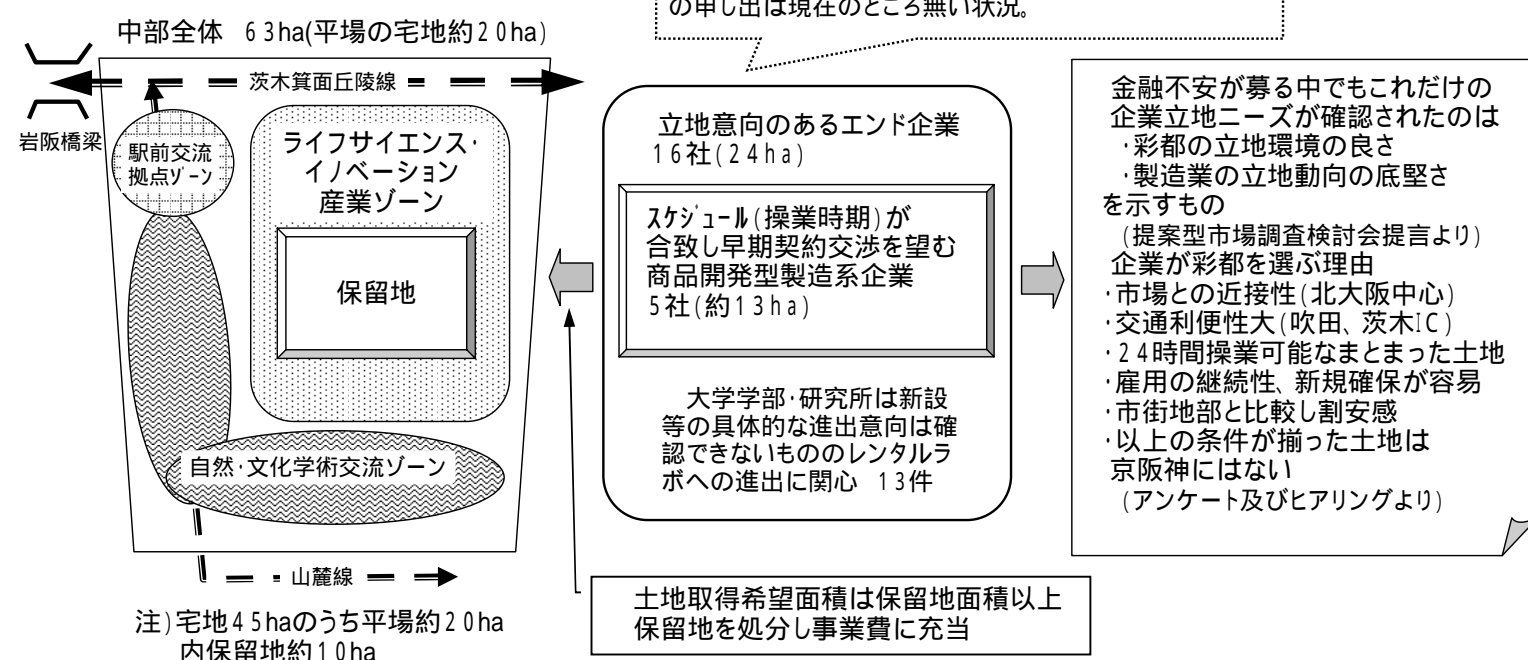 の申し出は現在のところ無い状況。
中部全体 63ha(平場の宅地約20ha)
茨木箕面丘陵線
岩阪橋梁
駅前交流
拠点ゾーン
ライフサイエンス・
イノベーション
産業ゾーン
保留地
自然・文化学術交流ゾーン
山麓線
注)宅地45haのうち平場約20ha
内保留地約10ha
立地意向のあるエンド企業
16社(24ha)
スケジュール(操業時期)が
合致し早期契約交渉を望む
商品開発型製造系企業
5社(約13ha)
大学学部・研究所は新設
等の具体的な進出意向は確
認できないもののレンタルラ
ボへの進出に関心 13件
土地取得希望面積は保留地面積以上
保留地を処分し事業費に充当
金融不安が募る中でもこれだけの
企業立地ニーズが確認されたのは
・彩都の立地環境の良さ
・製造業の立地動向の底堅さ
を示すもの
(提案型市場調査検討会提言より)
企業が彩都を選ぶ理由
・市場との近接性(北大阪中心)
・交通利便性大(吹田、茨木IC)
・24時間操業可能なまとまった土地
・雇用の継続性、新規確保が容易
・市街地部と比較し割安感
・以上の条件が揃った土地は
京阪神にはない
(アンケート及びヒアリングより)